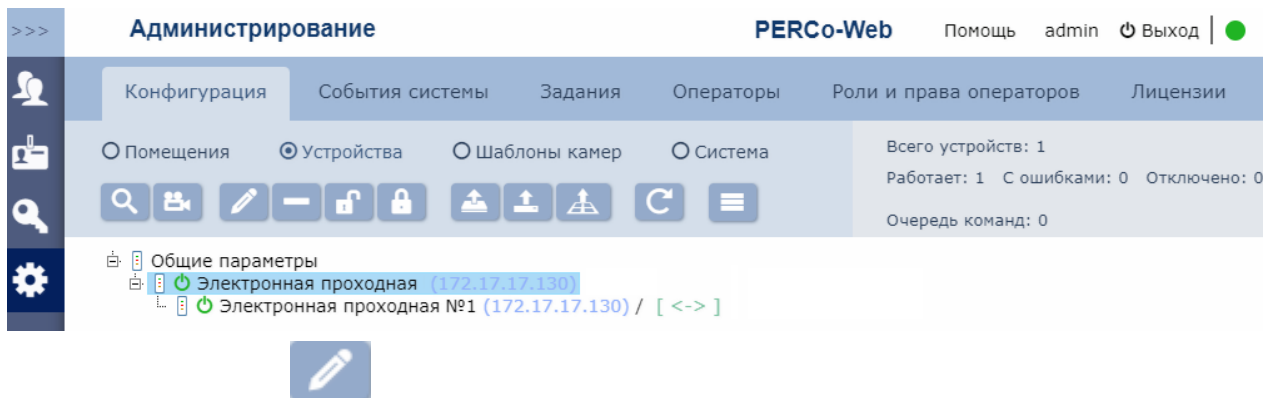 >>> Администрирование PERCo-Web Помощь admin Выход
Конфигурация События системы Задания Операторы Роли и права операторов Лицензии
Помещения Устройства Шаблоны камер Система Всего устройств: 1
Работает: 1 С ошибками: 0 Отключено: 0
Очередь команд: 0
Общие параметры
Электронная проходная (172.17.17.130)
Электронная проходная №1 (172.17.17.130) / [ <-> ]